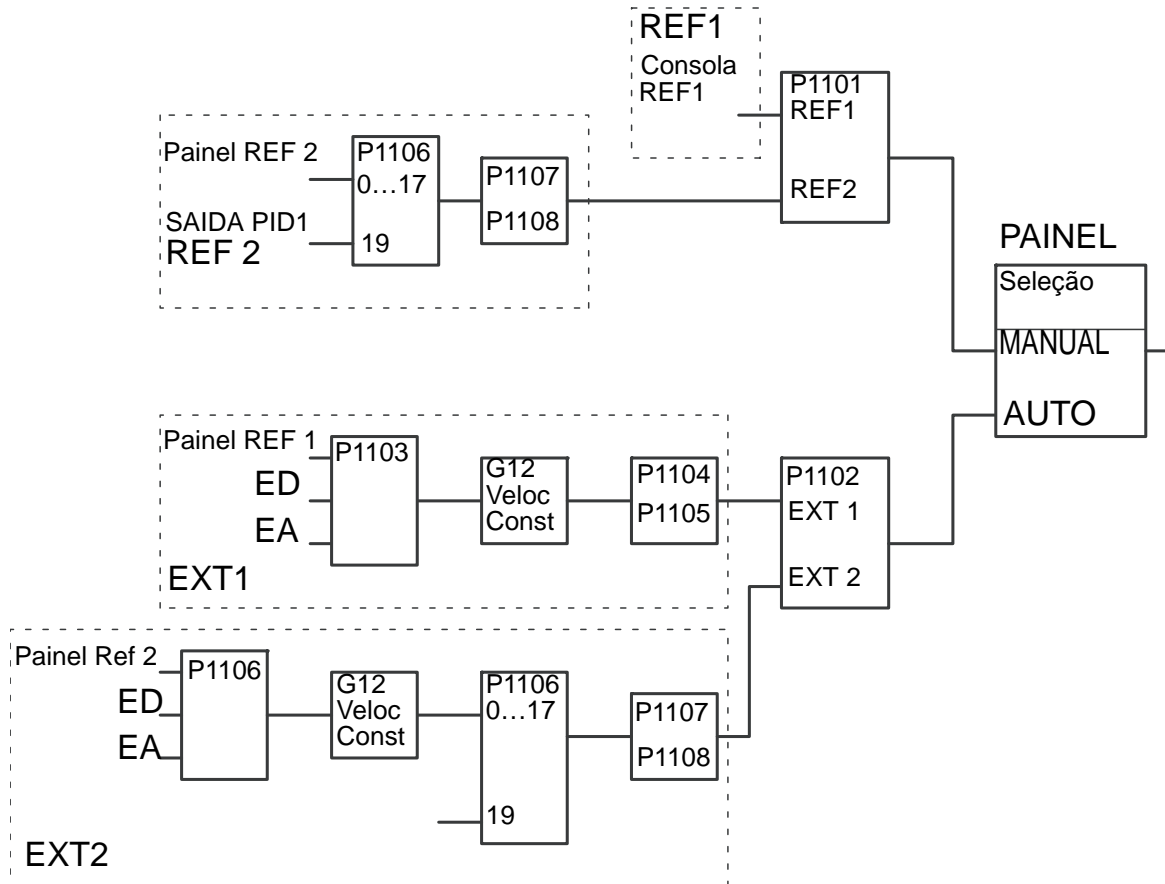 REF1
Consola
REF1
P1101
REF1
REF2
Painel REF 2
SAIDA PID1
REF 2
P1106
0...17
19
P1107
P1108
PAINEL
Seleção
MANUAL
AUTO
Painel REF 1
ED
EA
EXT1
P1103
G12
Veloc
Const
P1104
P1105
P1102
EXT 1
EXT 2
Painel Ref 2
ED
EA
EXT2
P1106
G12
Veloc
Const
P1106
0...17
19
P1107
P1108